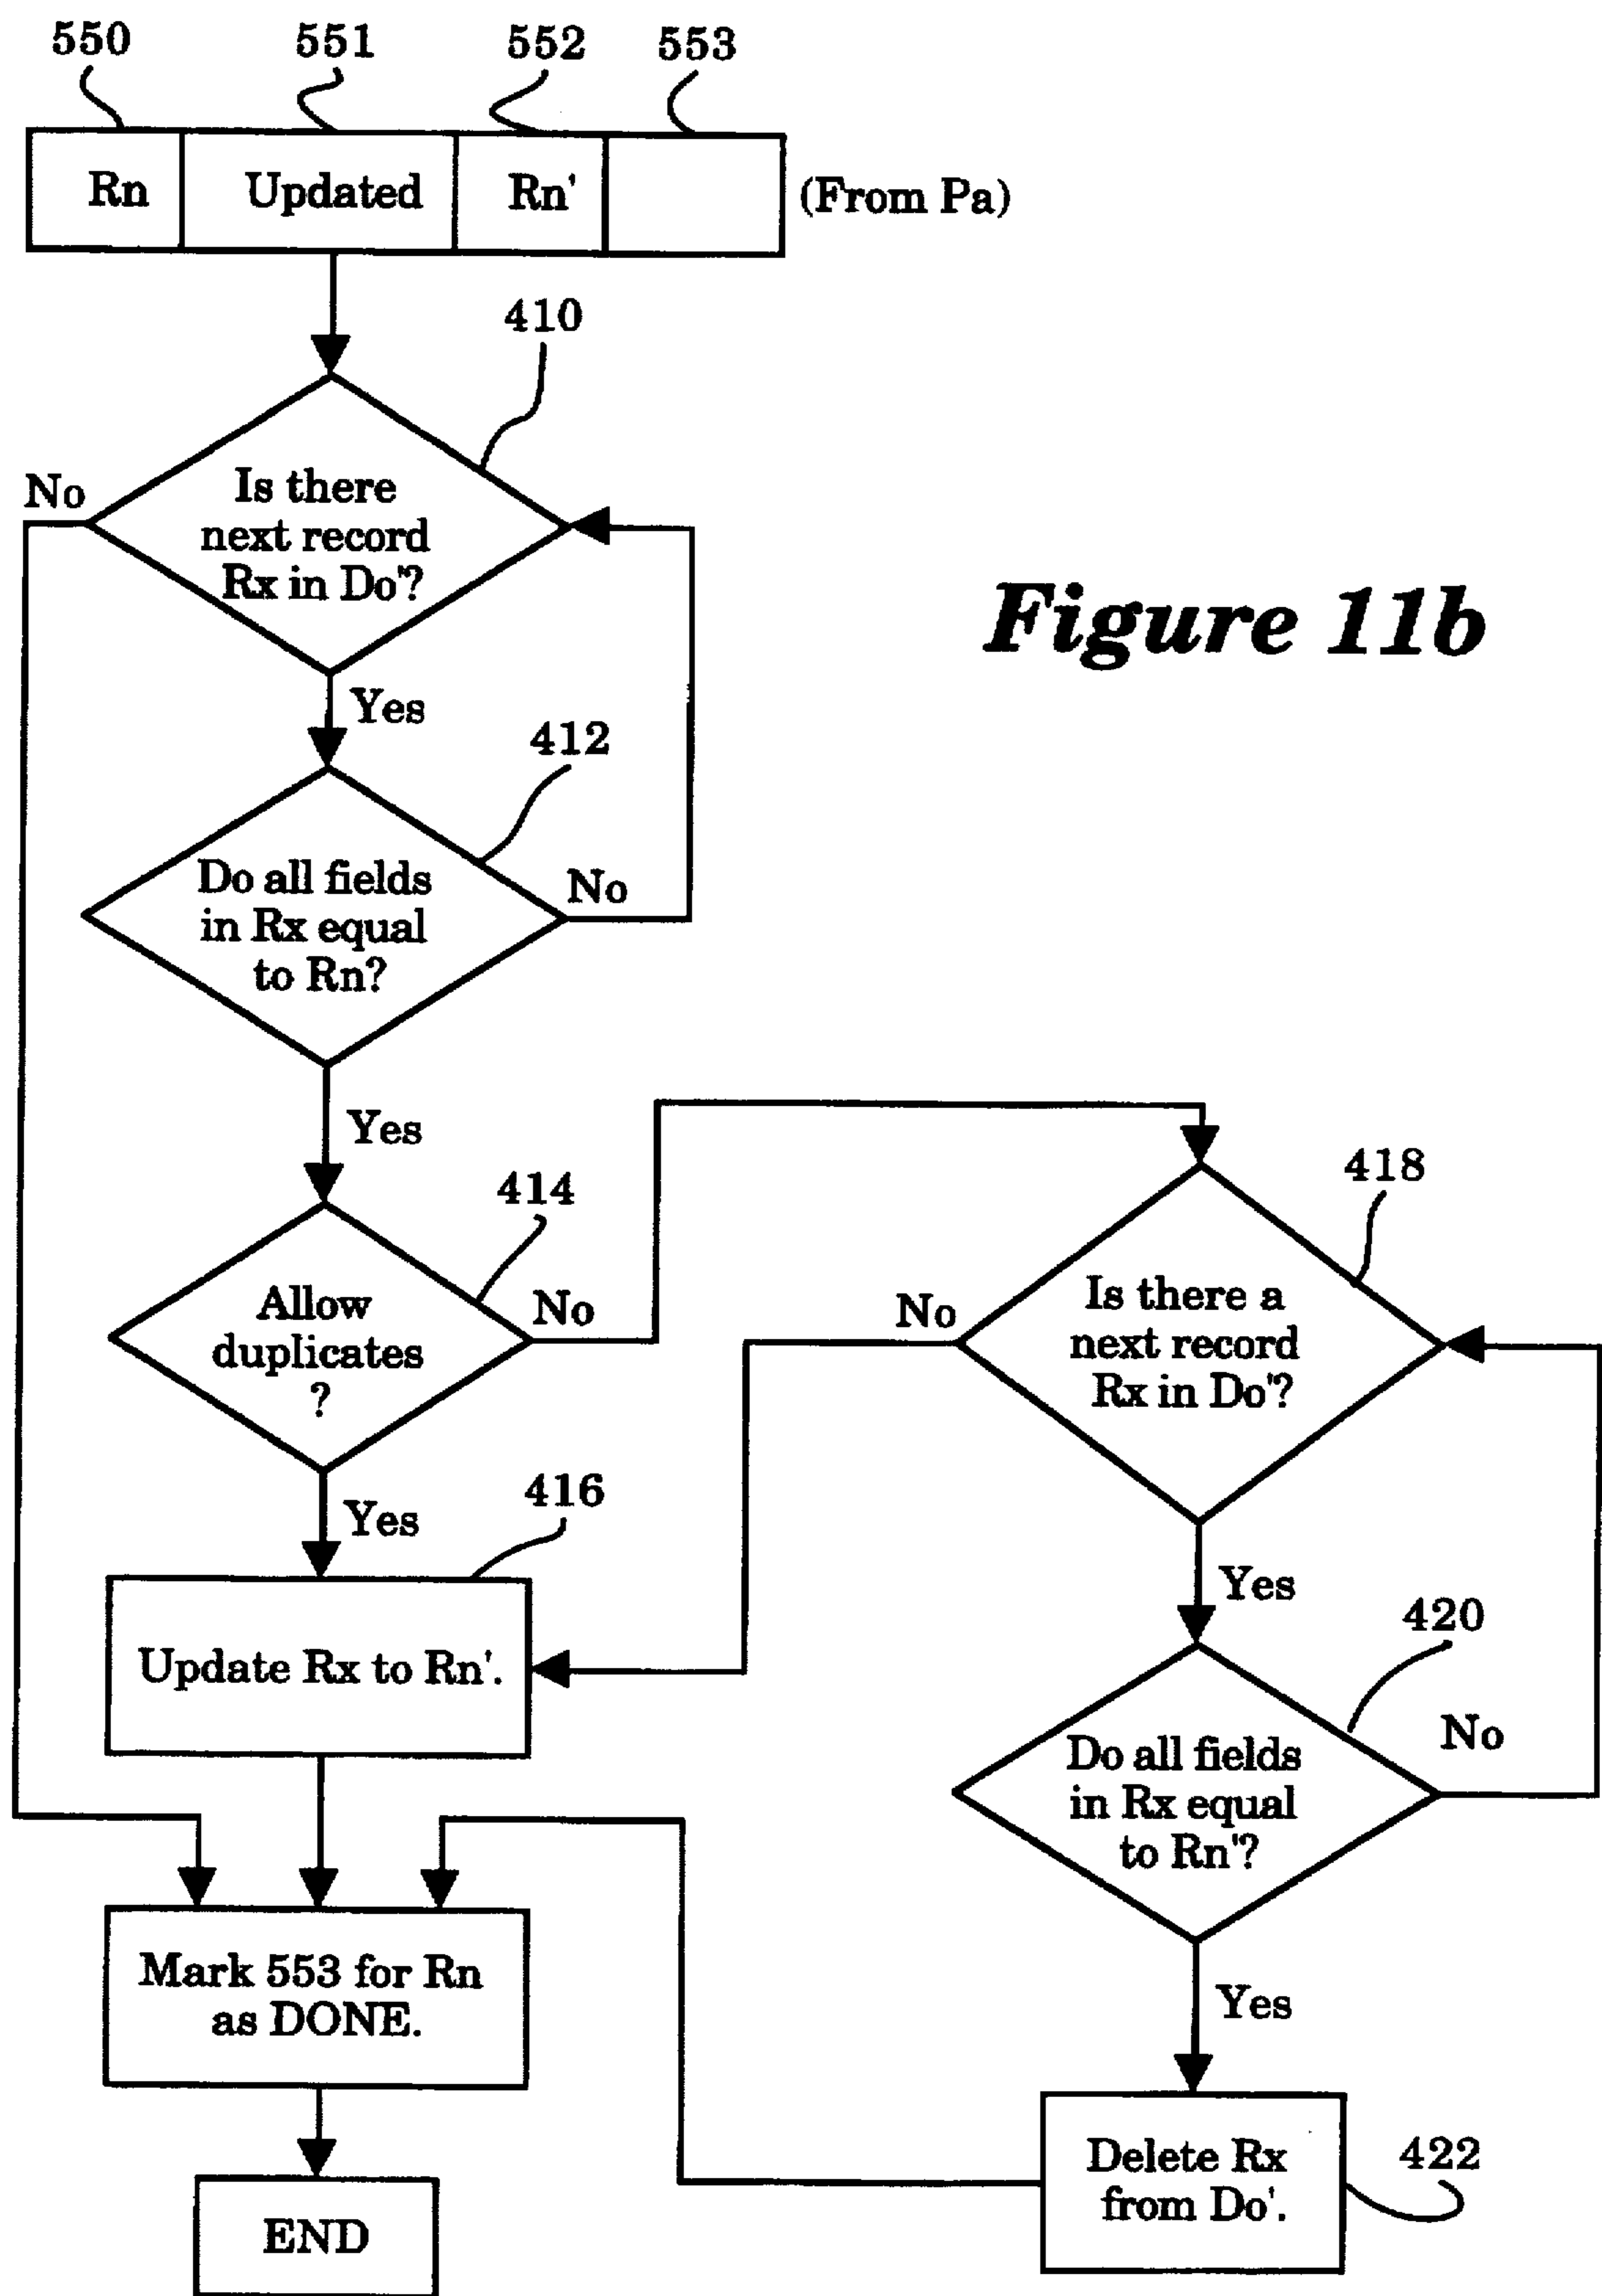 550 551 552 553
Rn Updated Rn' (From Pa)
410
No
Is there
next record
Rx in Do'?
Figure 11b
Yes
412
Do all fields
in Rx equal
to Rn?
No
Yes
414
Allow
duplicates
?
No
418
Is there a
next record
Rx in Do'?
No
Yes
416
Update Rx to Rn'.
Yes
420
Do all fields
in Rx equal
to Rn'?
No
Mark 553 for Rn
as DONE.
Yes
Delete Rx
from Do'.
422
END